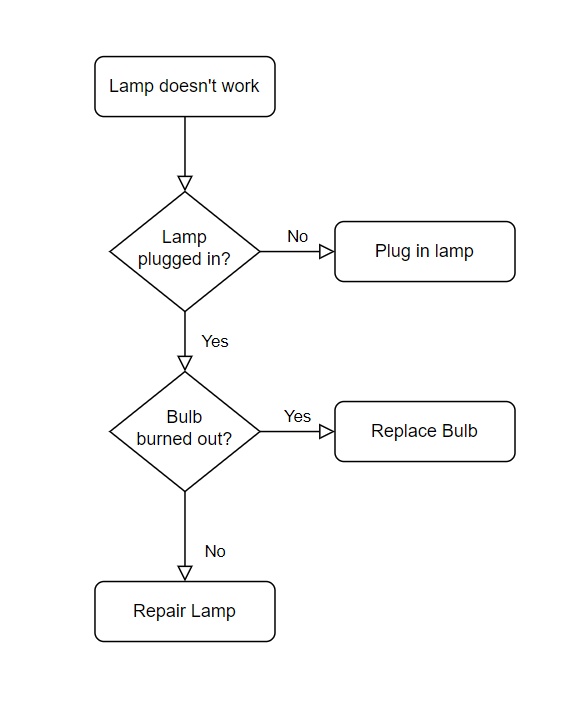 Lamp doesn't work
Lamp
plugged in?
No
Plug in lamp
Yes
Bulb
burned out?
Yes
Replace Bulb
No
Repair Lamp